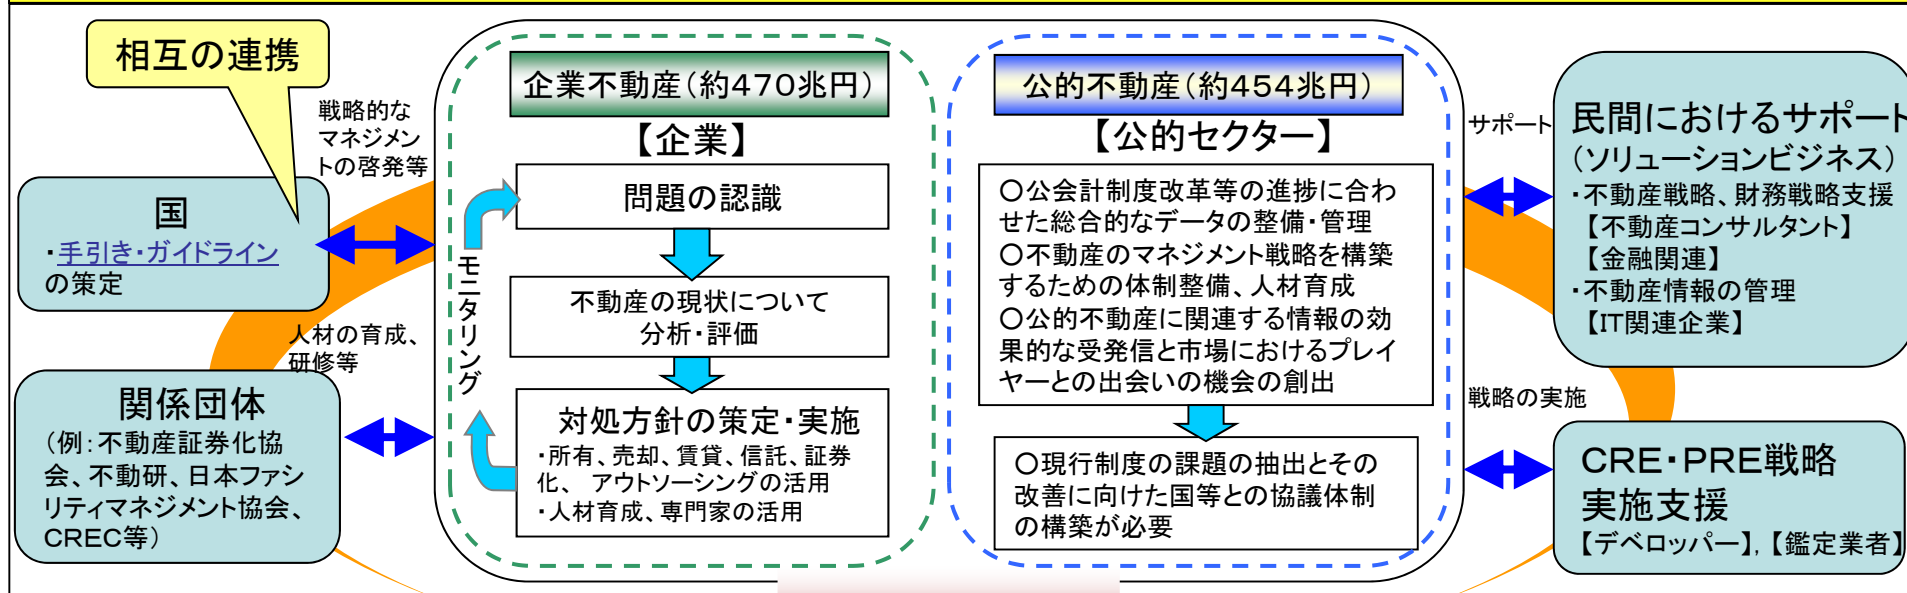 相互の連携
戦略的な
マネジメン
トの啓発等
国
・手引き・ガイドライン
の策定
人材の育成、
研修等
関係団体
（例：不動産証券化協
会、不動研、日本ファシ
リティマネジメント協会、
CREC等）
企業不動産（約４７０兆円）
【企業】
問題の認識
不動産の現状について
分析・評価
対処方針の策定・実施
・所有、売却、賃貸、信託、証券
化、 アウトソーシングの活用
・人材育成、専門家の活用
モニタリング
公的不動産（約４５４兆円）
【公的セクター】
○公会計制度改革等の進捗に合わ
せた総合的なデータの整備・管理
○不動産のマネジメント戦略を構築
するための体制整備、人材育成
○公的不動産に関連する情報の効
果的な受発信と市場におけるプレイ
ヤーとの出会いの機会の創出
○現行制度の課題の抽出とその
改善に向けた国等との協議体制
の構築が必要
サポート
民間におけるサポート
（ソリューションビジネス）
・不動産戦略、財務戦略支援
【不動産コンサルタント】
【金融関連】
・不動産情報の管理
【IT関連企業】
戦略の実施
CRE・PRE戦略
実施支援
【デベロッパー】，【鑑定業者】